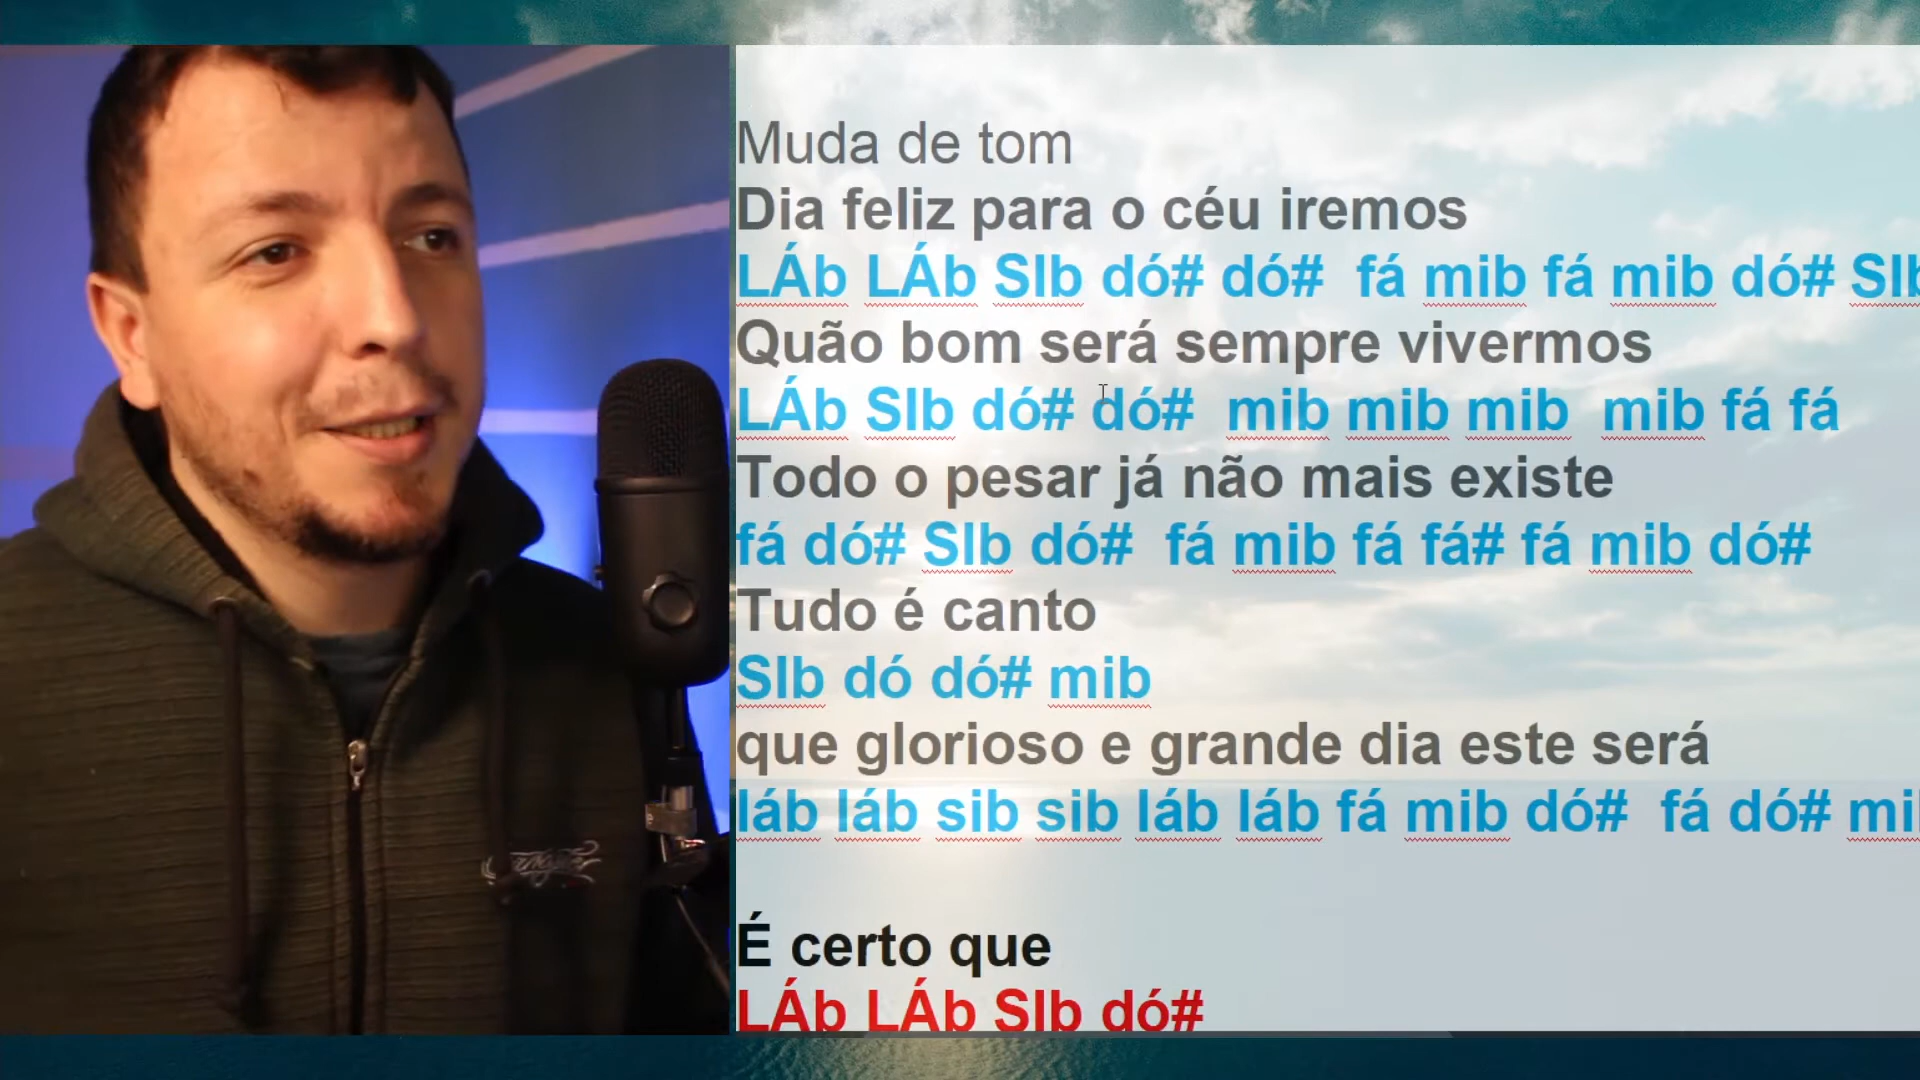 Muda de tom
Dia feliz para o céu iremos
LÁb LÁb SIb dó# dó# fá mib fá mib dó# SIb
Quão bom será sempre vivermos
LÁb SIb dó# dó# mib mib mib mib fá fá
Todo o pesar já não mais existe
fá dó# SIb dó# fá mib fá fá# fá mib dó#
Tudo é canto
SIb dó dó# mib
que glorioso e grande dia este será
láb láb sib sib láb láb fá mib dó# fá dó# mi
É certo que
LÁb LÁb SIb dó#